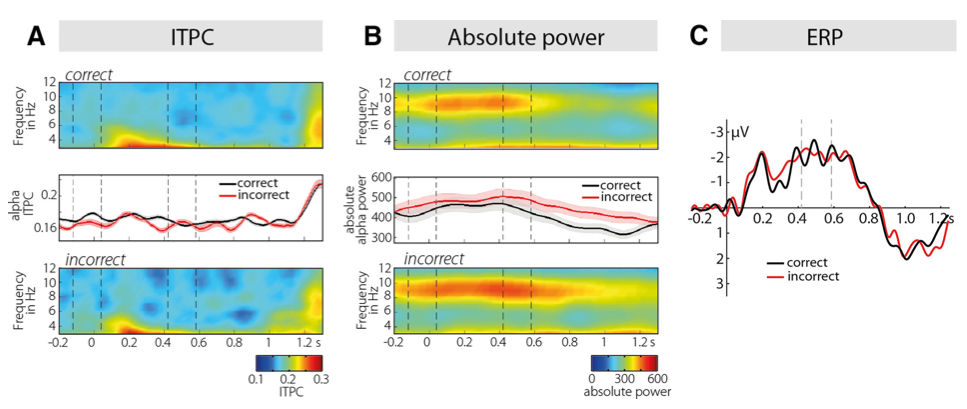 A ITPC
correct
Frequency
in Hz
12
10
8
6
4
alpha
ITPC
0.2
0.16
correct
incorrect
incorrect
Frequency
in Hz
12
10
8
6
4
-0.2 0 0.2 0.4 0.6 0.8 1 1.2 s
0.1 0.2 0.3
ITPC
B Absolute power
correct
Frequency
in Hz
12
10
8
6
4
absolute
alpha power
600
500
400
300
correct
incorrect
incorrect
Frequency
in Hz
12
10
8
6
4
-0.2 0 0.2 0.4 0.6 0.8 1 1.2 s
0 300 600
absolute power
C ERP
-3 µV
-2
-1
-0.2 0.2 0.4 0.6 0.8 1.0 1.2s
1
2
3
correct
incorrect